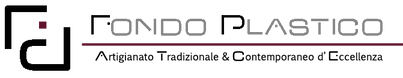 Fondo Plastico
Artigianato Tradizionale & Contemporaneo d'Eccellenza